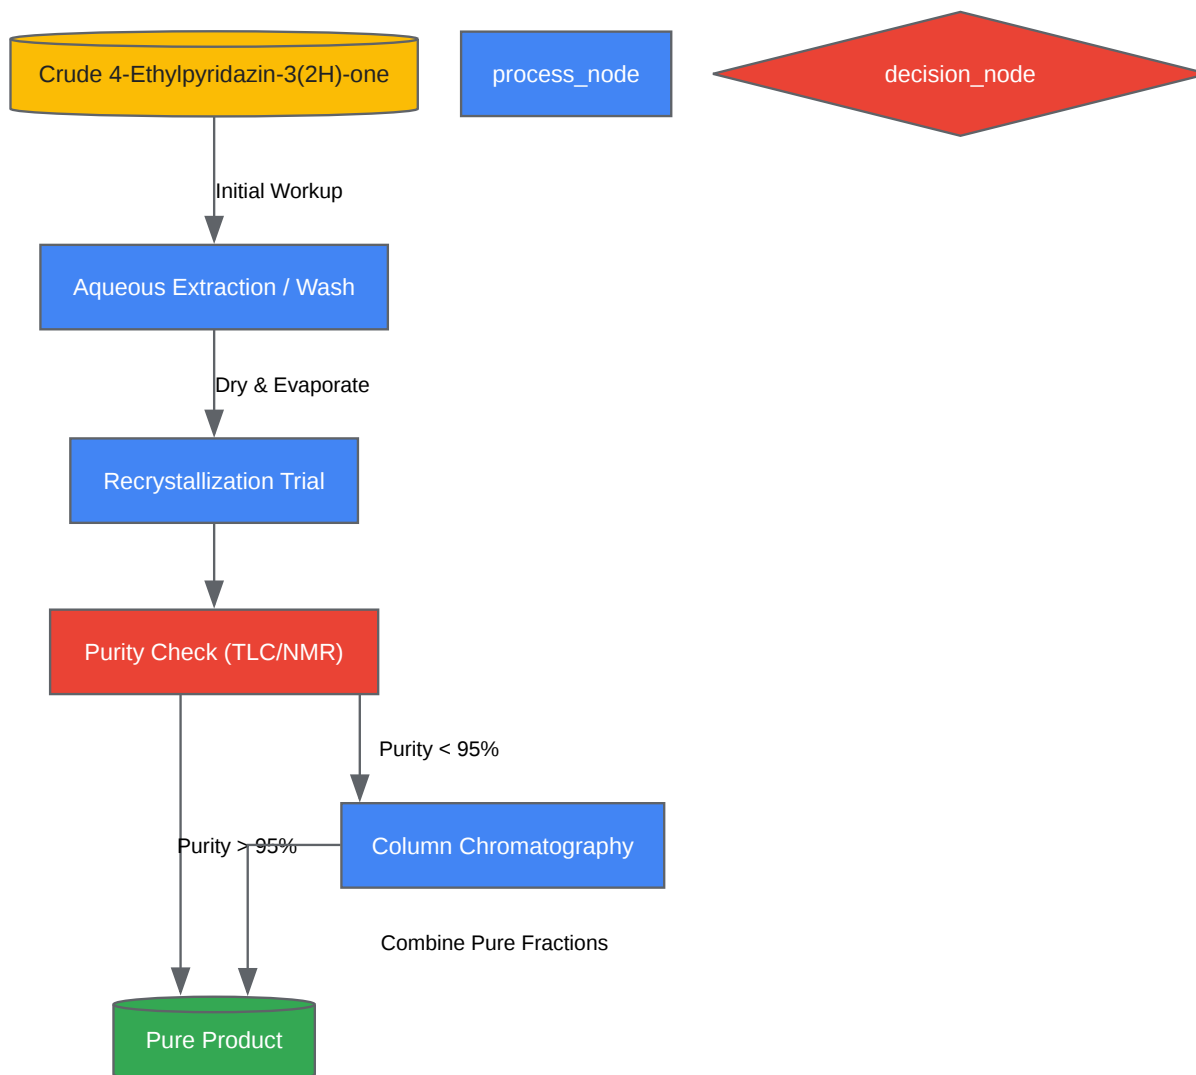 Crude 4-Ethylpyridazin-3(2H)-one
process_node
decision_node
Initial Workup
Aqueous Extraction / Wash
Dry & Evaporate
Recrystallization Trial
Purity Check (TLC/NMR)
Purity < 95%
Purity > 95%
Column Chromatography
Combine Pure Fractions
Pure Product